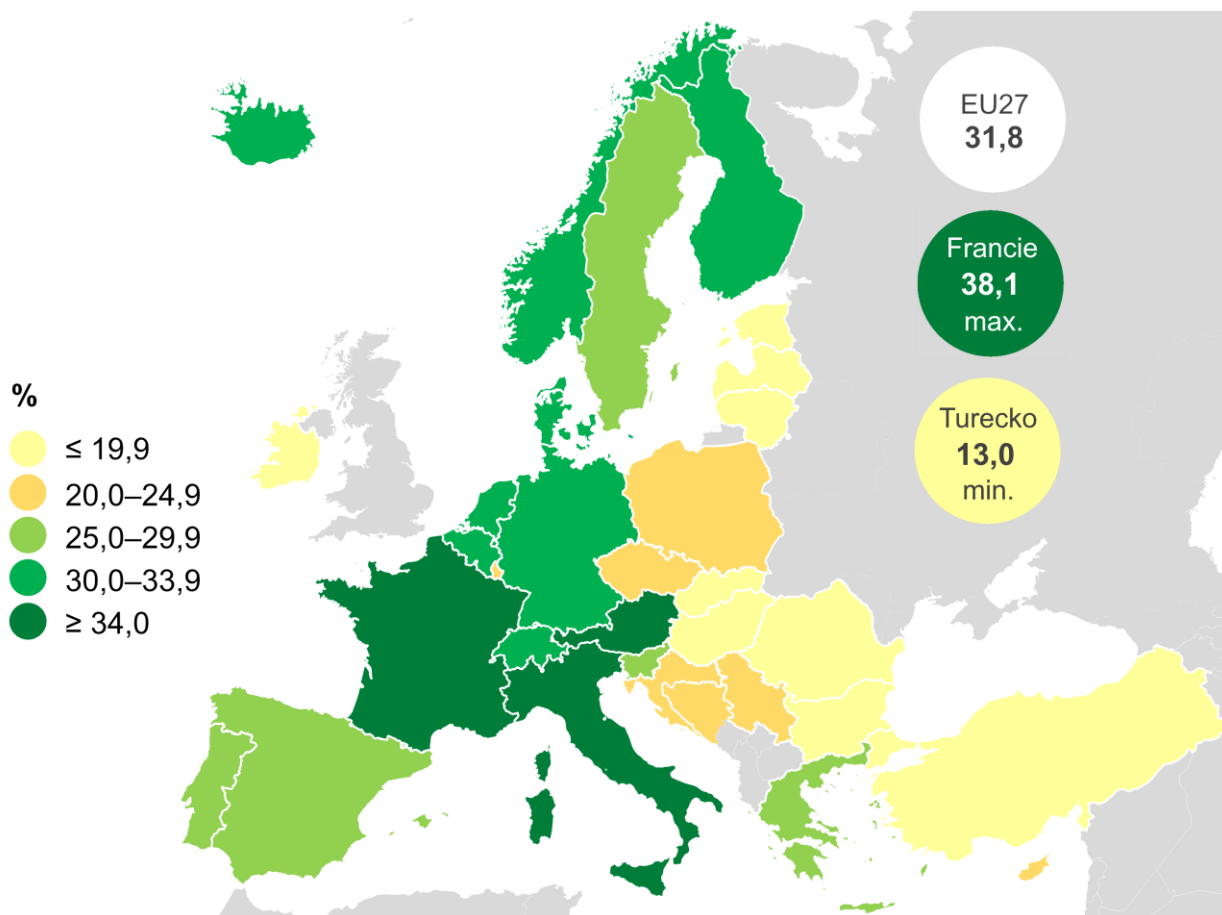 EU27
31,8
Francie
38,1
max.
Turecko
13,0
min.
%
≤ 19,9
20,0–24,9
25,0–29,9
30,0–33,9
≥ 34,0